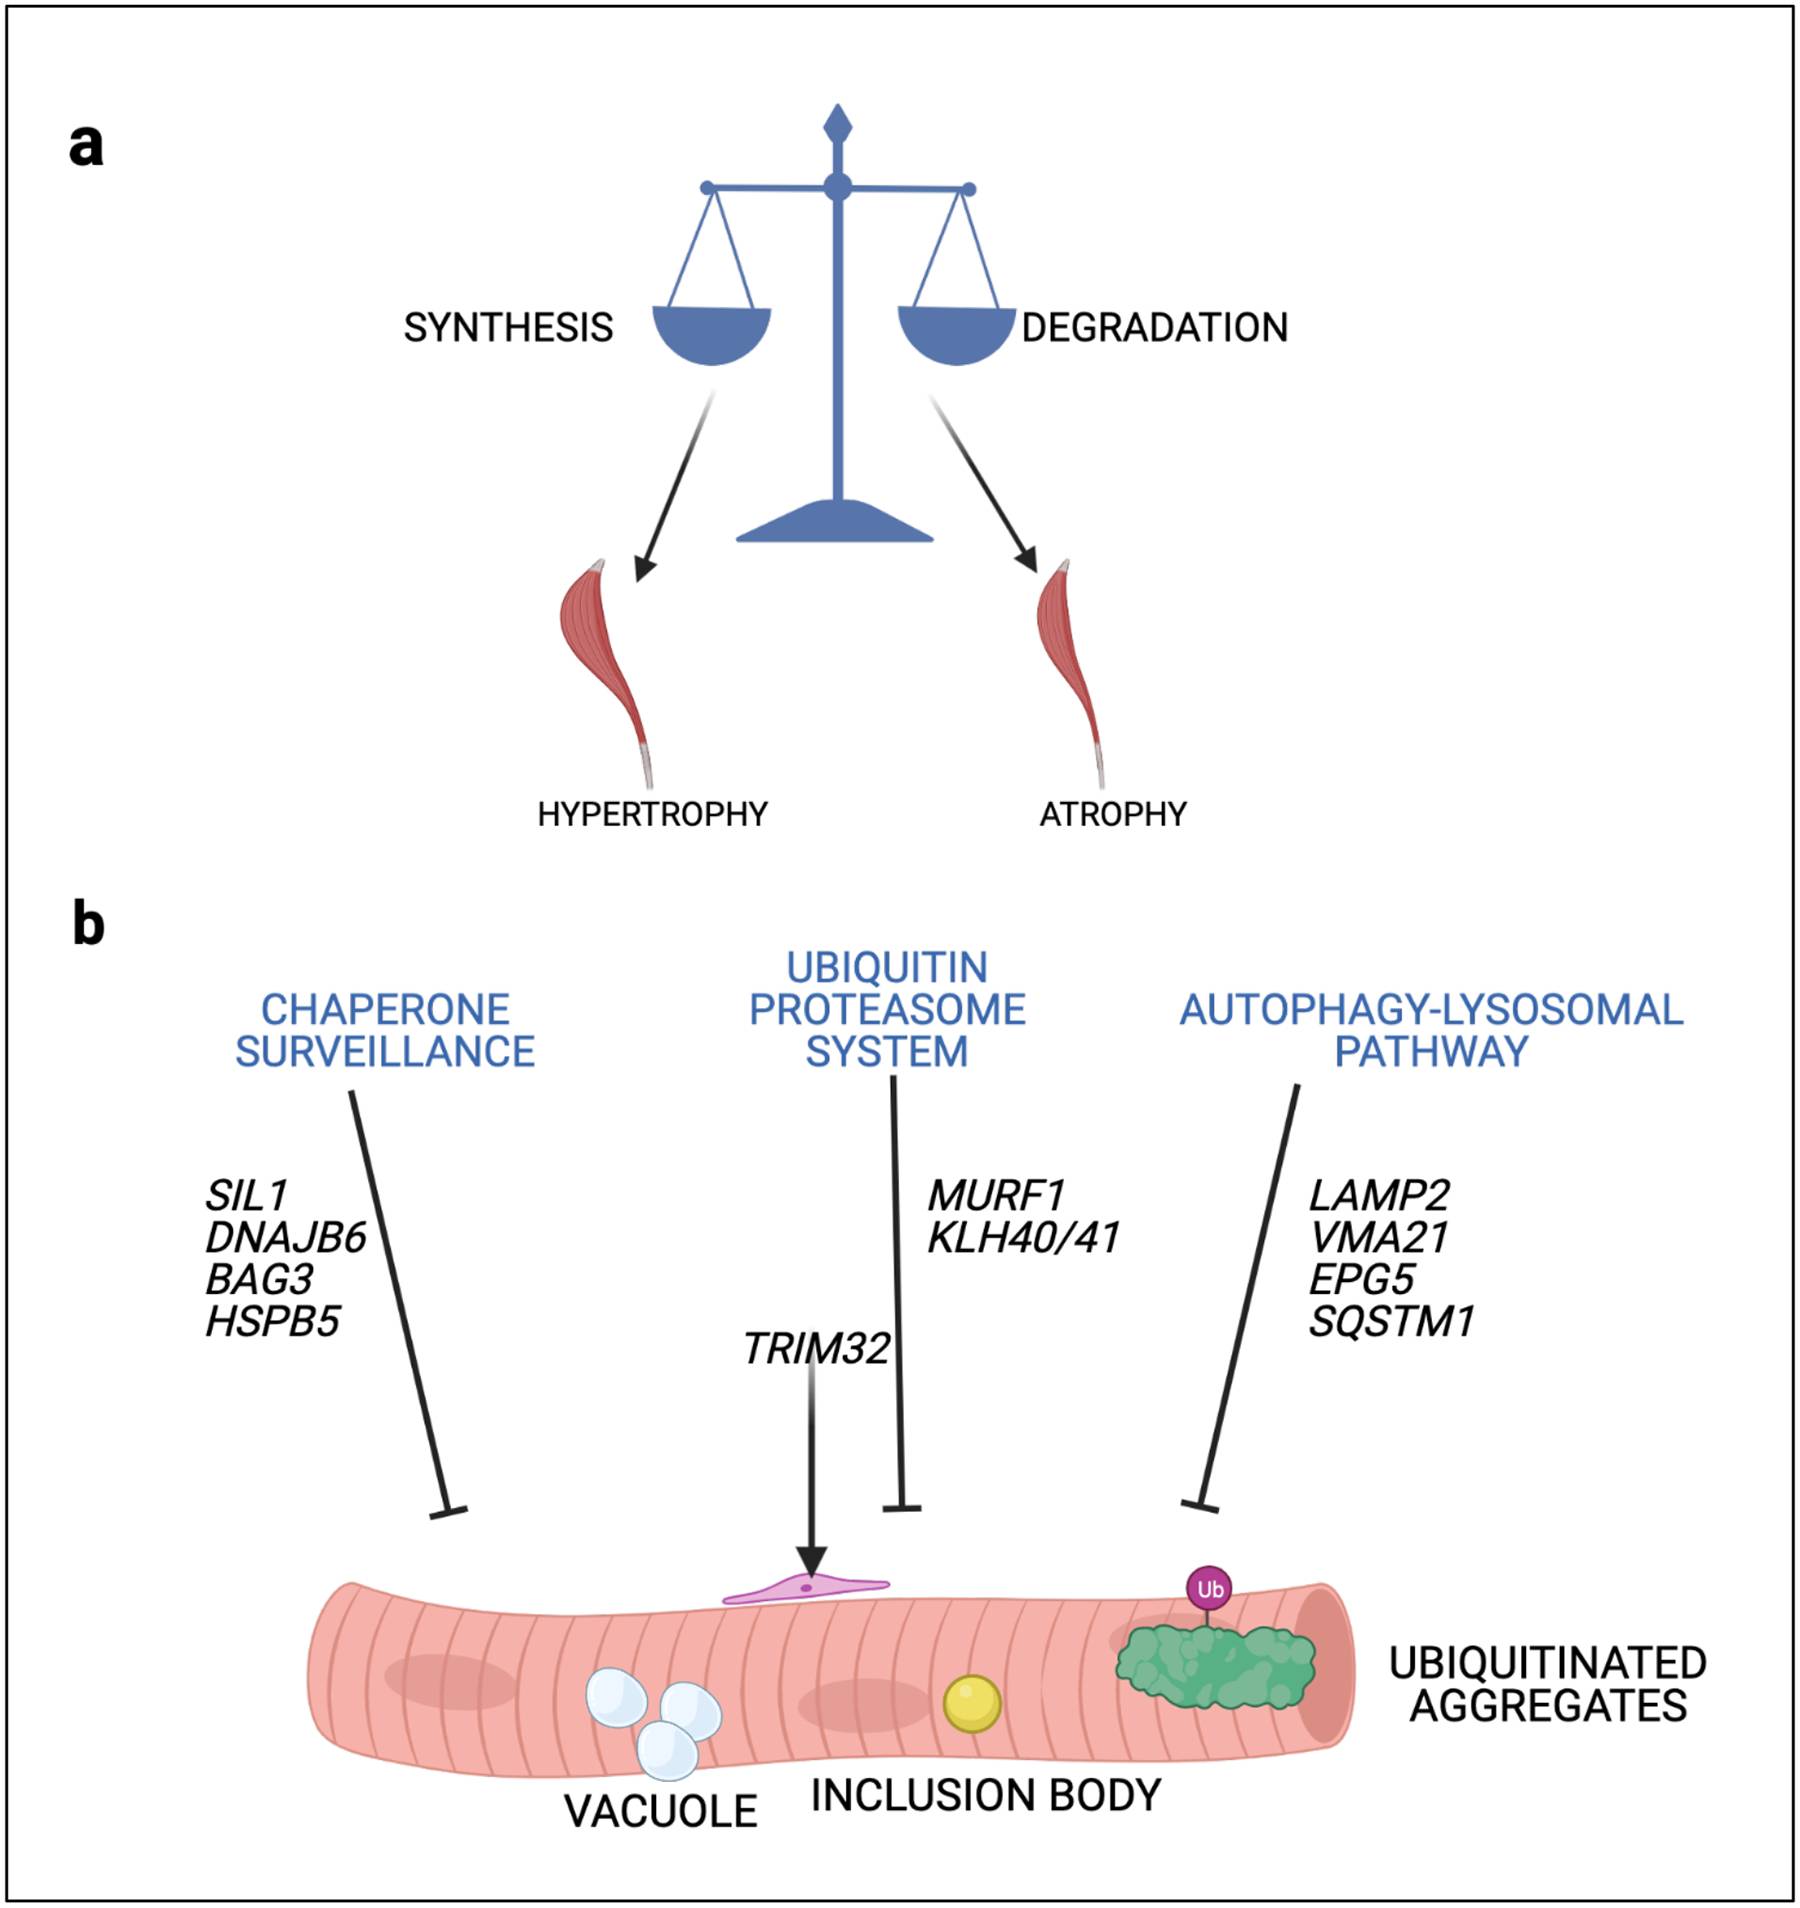 a
SYNTHESIS
DEGRADATION
HYPERTROPHY
ATROPHY
b
CHAPERONE
SURVEILLANCE
UBIQUITIN
PROTEASOME
SYSTEM
AUTOPHAGY-LYSOSOMAL
PATHWAY
SIL1
DNAJB6
BAG3
HSPB5
MURF1
KLH40/41
TRIM32
LAMP2
VMA21
EPG5
SQSTM1
Ub
UBIQUITINATED
AGGREGATES
VACUOLE
INCLUSION BODY